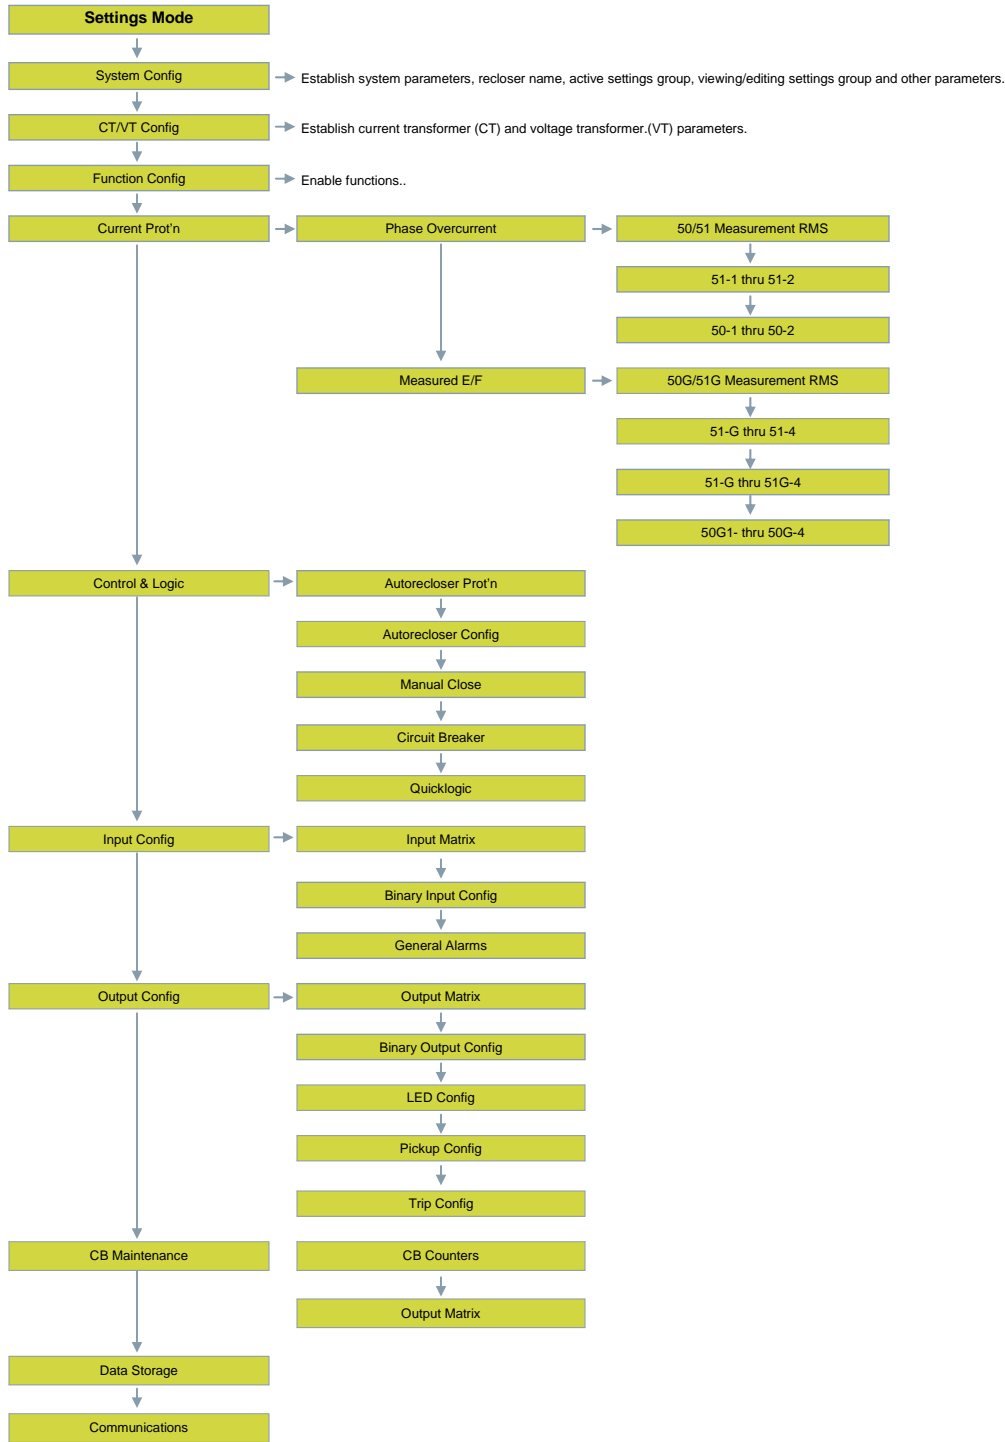 Settings Mode
System Config
Establish system parameters, recloser name, active settings group, viewing/editing settings group and other parameters.
CT/VT Config
Establish current transformer (CT) and voltage transformer.(VT) parameters.
Function Config
Enable functions..
Current Prot'n
Phase Overcurrent
50/51 Measurement RMS
51-1 thru 51-2
50-1 thru 50-2
Measured E/F
50G/51G Measurement RMS
51-G thru 51-4
51-G thru 51G-4
50G1- thru 50G-4
Control & Logic
Autorecloser Prot'n
Autorecloser Config
Manual Close
Circuit Breaker
Quicklogic
Input Config
Input Matrix
Binary Input Config
General Alarms
Output Config
Output Matrix
Binary Output Config
LED Config
Pickup Config
Trip Config
CB Maintenance
CB Counters
Output Matrix
Data Storage
Communications